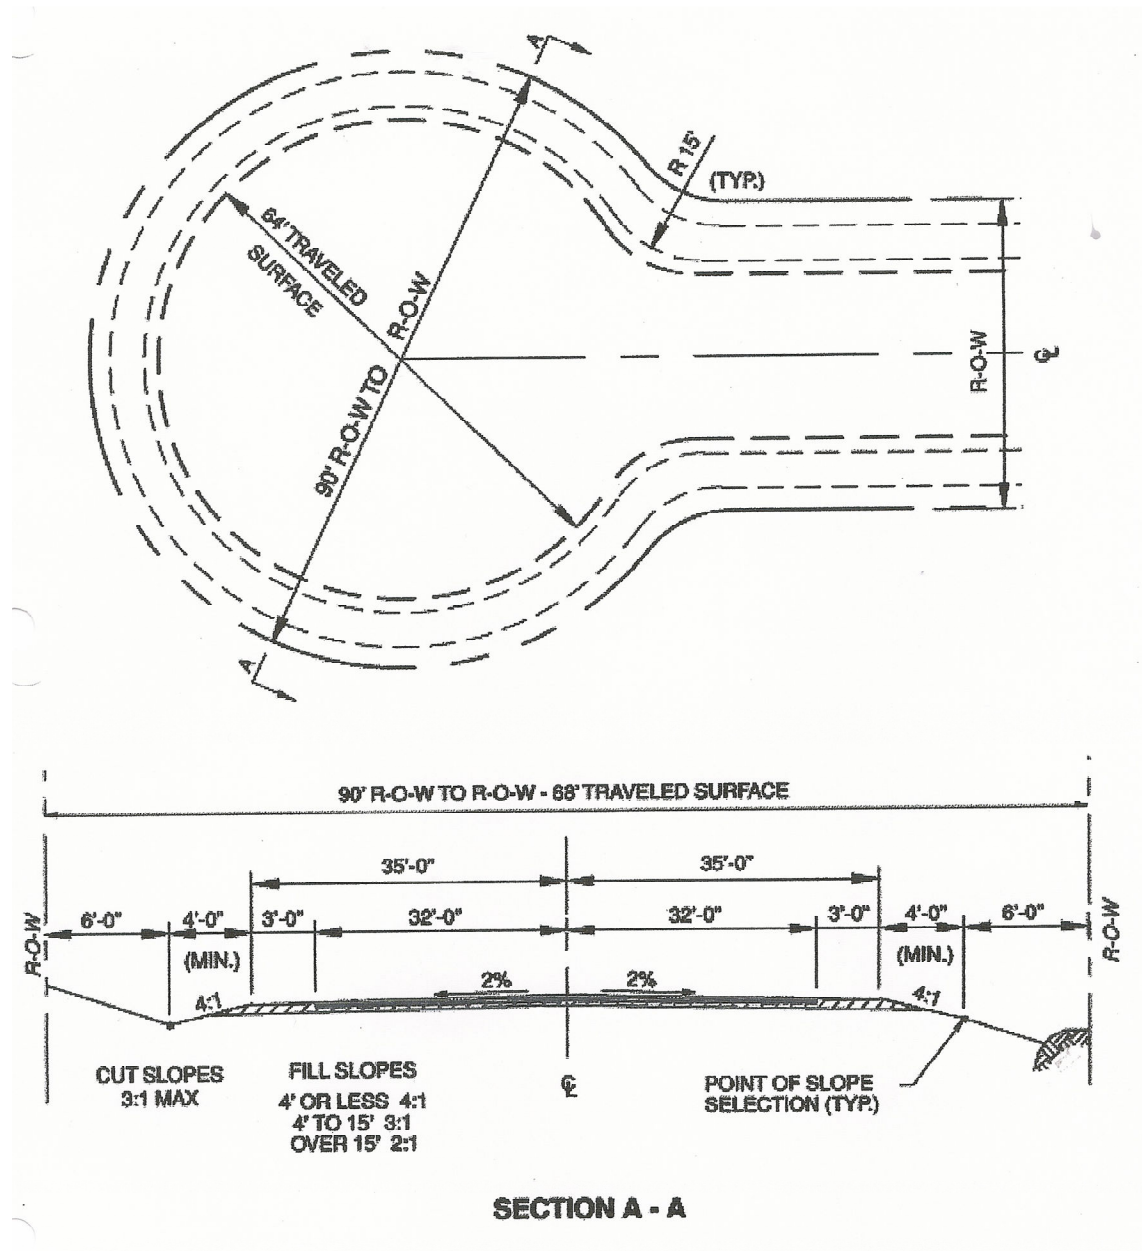 A
R 15'
(TYP.)
64' TRAVELED
SURFACE
90' R-O-W TO R-O-W
R-O-W
℄
A
90' R-O-W TO R-O-W - 68' TRAVELED SURFACE
35'-0" 35'-0"
R-O-W 6'-0" 4'-0" 3'-0" 32'-0" 32'-0" 3'-0" 4'-0" 6'-0" R-O-W
(MIN.) (MIN.)
2% 2%
4:1 4:1
CUT SLOPES
3:1 MAX
FILL SLOPES
4' OR LESS 4:1
4' TO 15' 3:1
OVER 15' 2:1
℄
POINT OF SLOPE
SELECTION (TYP.)
SECTION A - A